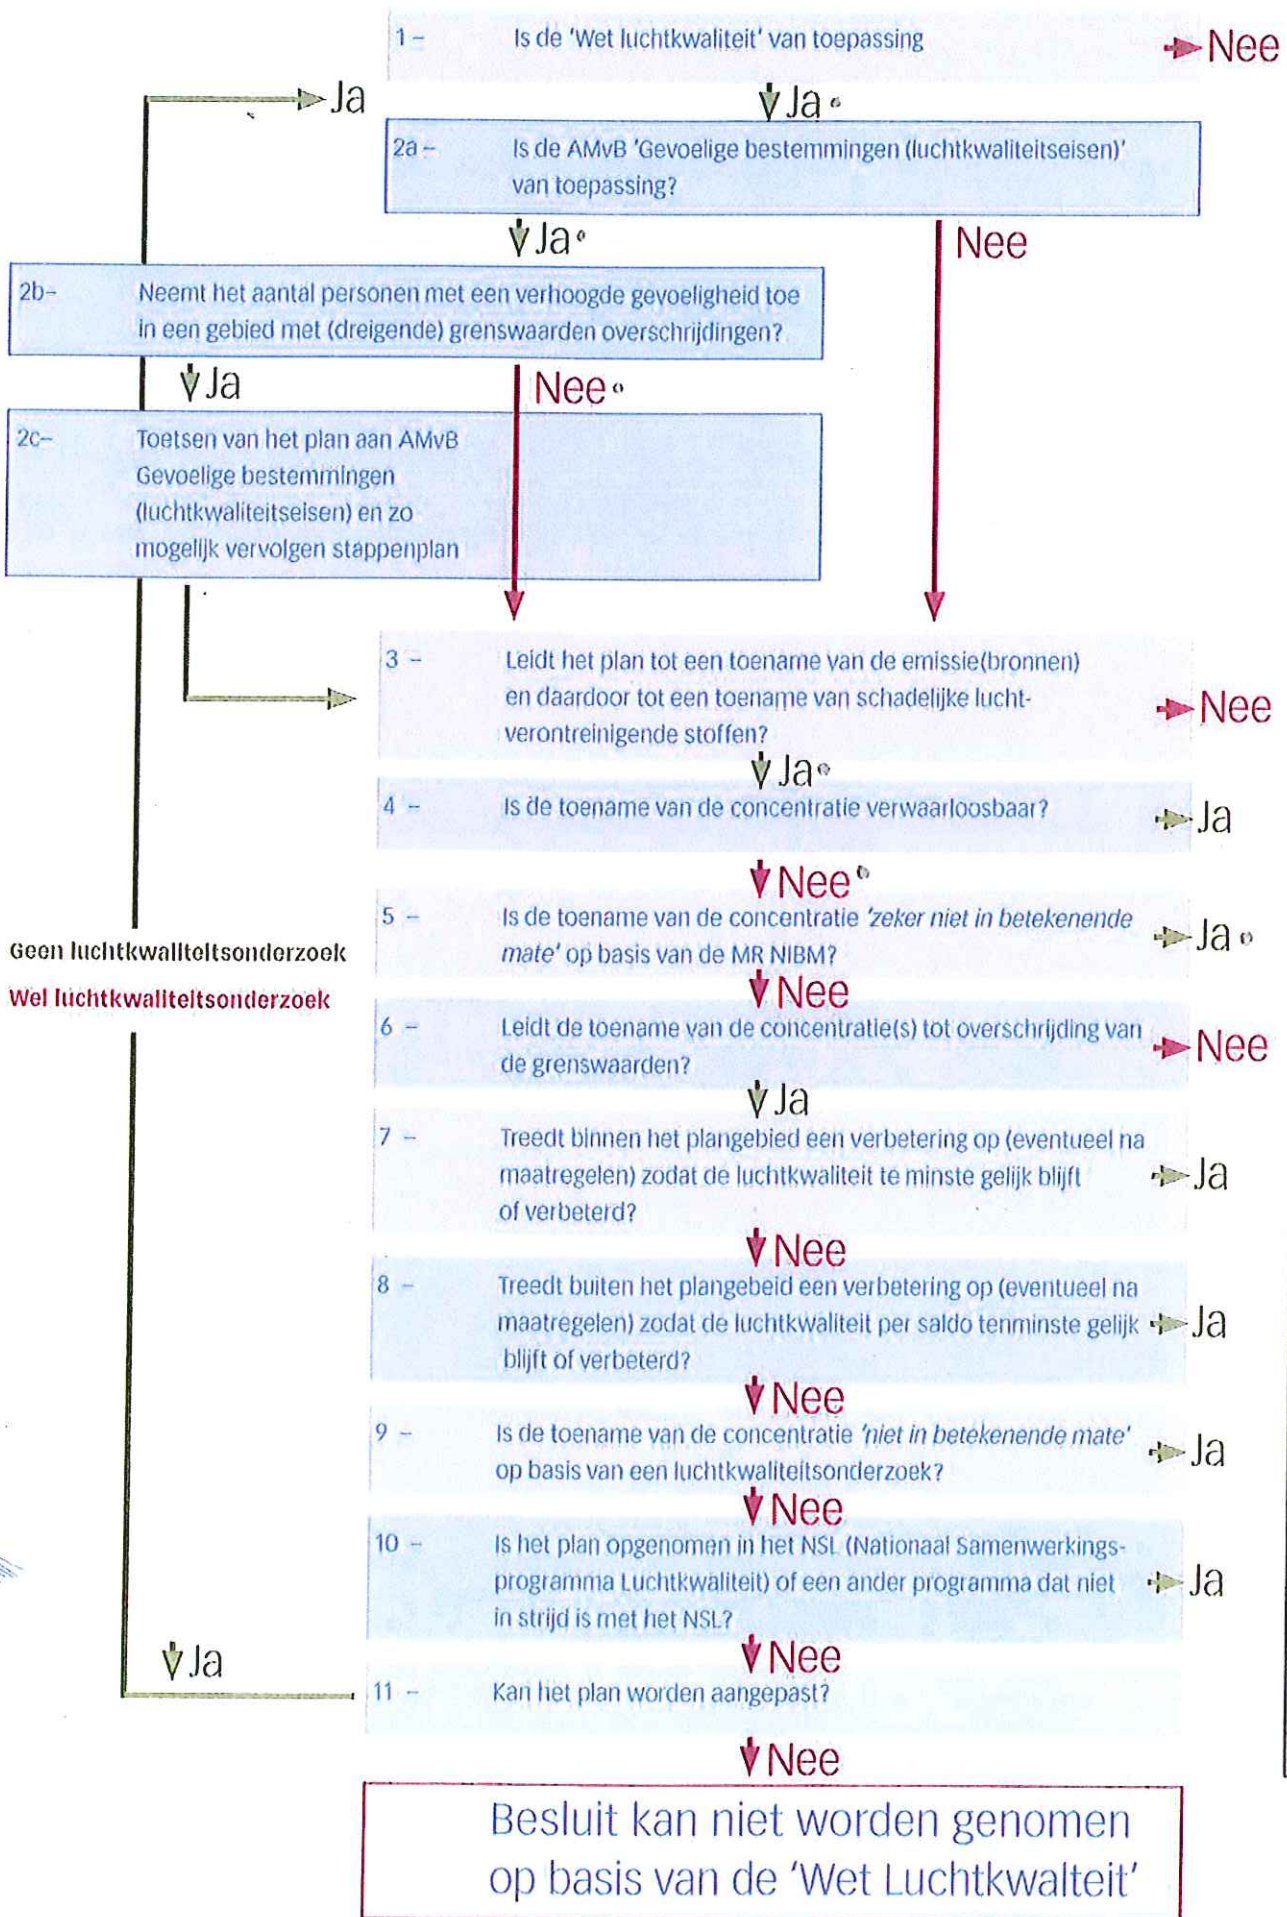 1 – Is de 'Wet luchtkwaliteit' van toepassing
Nee
Ja
Ja
2a – Is de AMvB 'Gevoelige bestemmingen (luchtkwaliteitseisen)'
van toepassing?
Ja
Nee
2b– Neemt het aantal personen met een verhoogde gevoeligheid toe
in een gebied met (dreigende) grenswaarden overschrijdingen?
Ja
Nee
2c– Toetsen van het plan aan AMvB
Gevoelige bestemmingen
(luchtkwaliteitseisen) en zo
mogelijk vervolgen stappenplan
3 – Leidt het plan tot een toename van de emissie(bronnen)
en daardoor tot een toename van schadelijke lucht-
verontreinigende stoffen?
Nee
Ja
4 – Is de toename van de concentratie verwaarloosbaar?
Ja
Nee
5 – Is de toename van de concentratie 'zeker niet in betekenende
mate' op basis van de MR NIBM?
Ja
Geen luchtkwaliteitsonderzoek
Wel luchtkwaliteitsonderzoek
Nee
6 – Leidt de toename van de concentratie(s) tot overschrijding van
de grenswaarden?
Nee
Ja
7 – Treedt binnen het plangebied een verbetering op (eventueel na
maatregelen) zodat de luchtkwaliteit te minste gelijk blijft
of verbeterd?
Ja
Nee
8 – Treedt buiten het plangebeid een verbetering op (eventueel na
maatregelen) zodat de luchtkwaliteit per saldo tenminste gelijk
blijft of verbeterd?
Ja
Nee
9 – Is de toename van de concentratie 'niet in betekenende mate'
op basis van een luchtkwaliteitsonderzoek?
Ja
Nee
10 – Is het plan opgenomen in het NSL (Nationaal Samenwerkings-
programma Luchtkwaliteit) of een ander programma dat niet
in strijd is met het NSL?
Ja
Nee
Ja
11 – Kan het plan worden aangepast?
Nee
Besluit kan niet worden genomen
op basis van de 'Wet Luchtkwalteit'